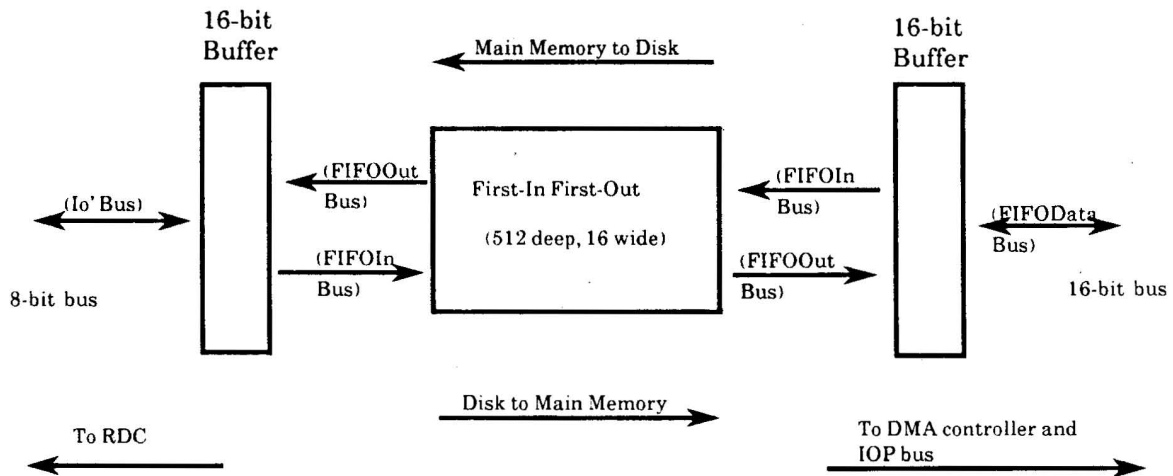 16-bit
Buffer
Main Memory to Disk
16-bit
Buffer
(FIFOOut
Bus)
First-In First-Out
(FIFOIn
Bus)
(Io' Bus)
(512 deep, 16 wide)
(FIFOData
Bus)
(FIFOIn
Bus)
(FIFOOut
Bus)
8-bit bus
16-bit bus
Disk to Main Memory
To RDC
To DMA controller and
IOP bus